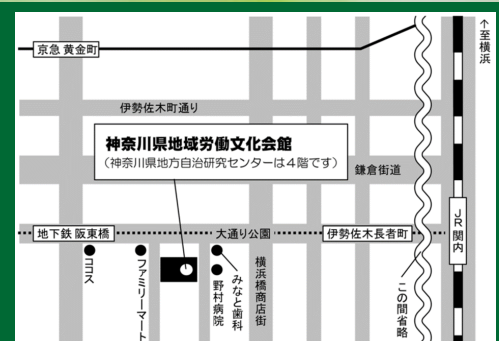 ↑至横浜
京急 黄金町
伊勢佐木町通り
神奈川県地域労働文化会館
（神奈川県地方自治研究センターは４階です）
鎌倉街道
地下鉄 阪東橋
大通り公園
伊勢佐木長者町
ＪＲ関内
ココス
ファミリーマート
野村病院
みなと歯科
横浜橋商店街
この間省略